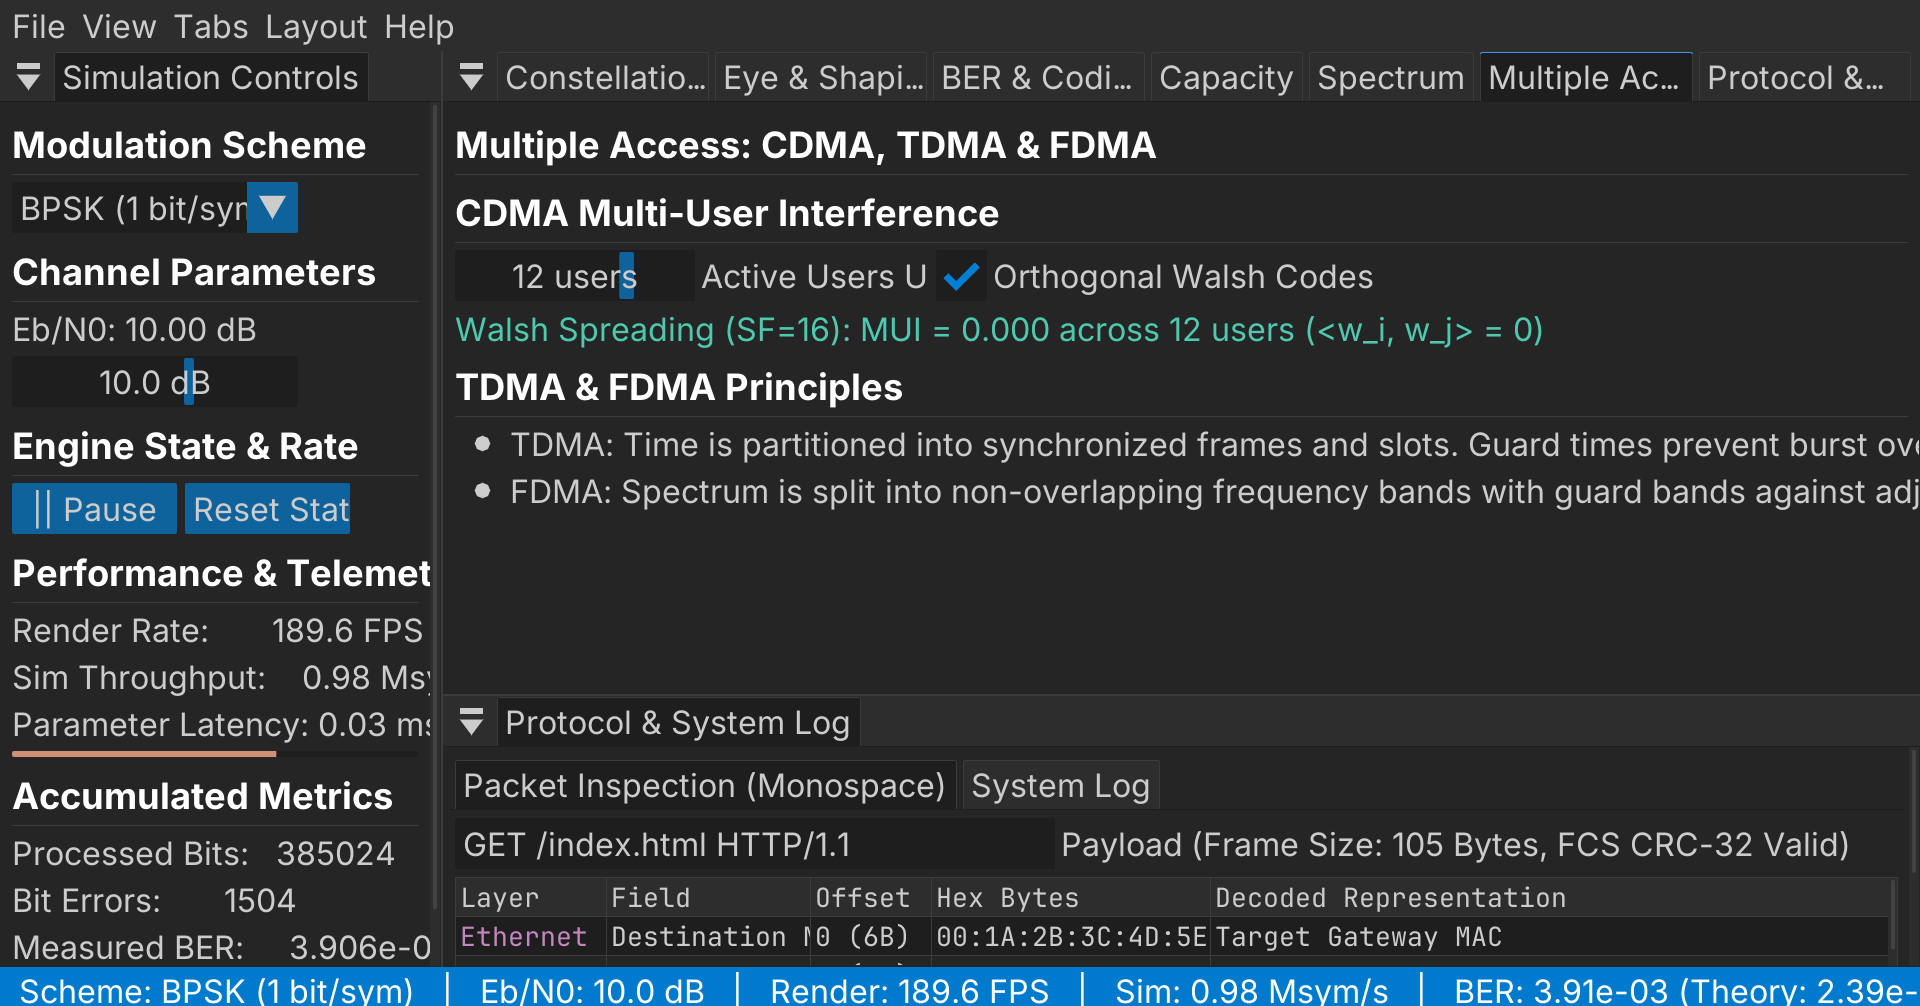 File View Tabs Layout Help
Simulation Controls
Constellatio... Eye & Shapi... BER & Codi... Capacity Spectrum Multiple Ac... Protocol &...
Modulation Scheme
BPSK (1 bit/sym
Channel Parameters
Eb/N0: 10.00 dB
10.0 dB
Engine State & Rate
|| Pause Reset Stat
Performance & Telemet
Render Rate: 189.6 FPS
Sim Throughput: 0.98 Msy
Parameter Latency: 0.03 ms
Accumulated Metrics
Processed Bits: 385024
Bit Errors: 1504
Measured BER: 3.906e-0
Multiple Access: CDMA, TDMA & FDMA
CDMA Multi-User Interference
12 users Active Users U Orthogonal Walsh Codes
Walsh Spreading (SF=16): MUI = 0.000 across 12 users (<w_i, w_j> = 0)
TDMA & FDMA Principles
TDMA: Time is partitioned into synchronized frames and slots. Guard times prevent burst ove
FDMA: Spectrum is split into non-overlapping frequency bands with guard bands against adj
Protocol & System Log
Packet Inspection (Monospace) System Log
GET /index.html HTTP/1.1 Payload (Frame Size: 105 Bytes, FCS CRC-32 Valid)
Layer Field Offset Hex Bytes Decoded Representation
Ethernet Destination M 0 (6B) 00:1A:2B:3C:4D:5E Target Gateway MAC
Scheme: BPSK (1 bit/sym) | Eb/N0: 10.0 dB | Render: 189.6 FPS | Sim: 0.98 Msym/s | BER: 3.91e-03 (Theory: 2.39e-